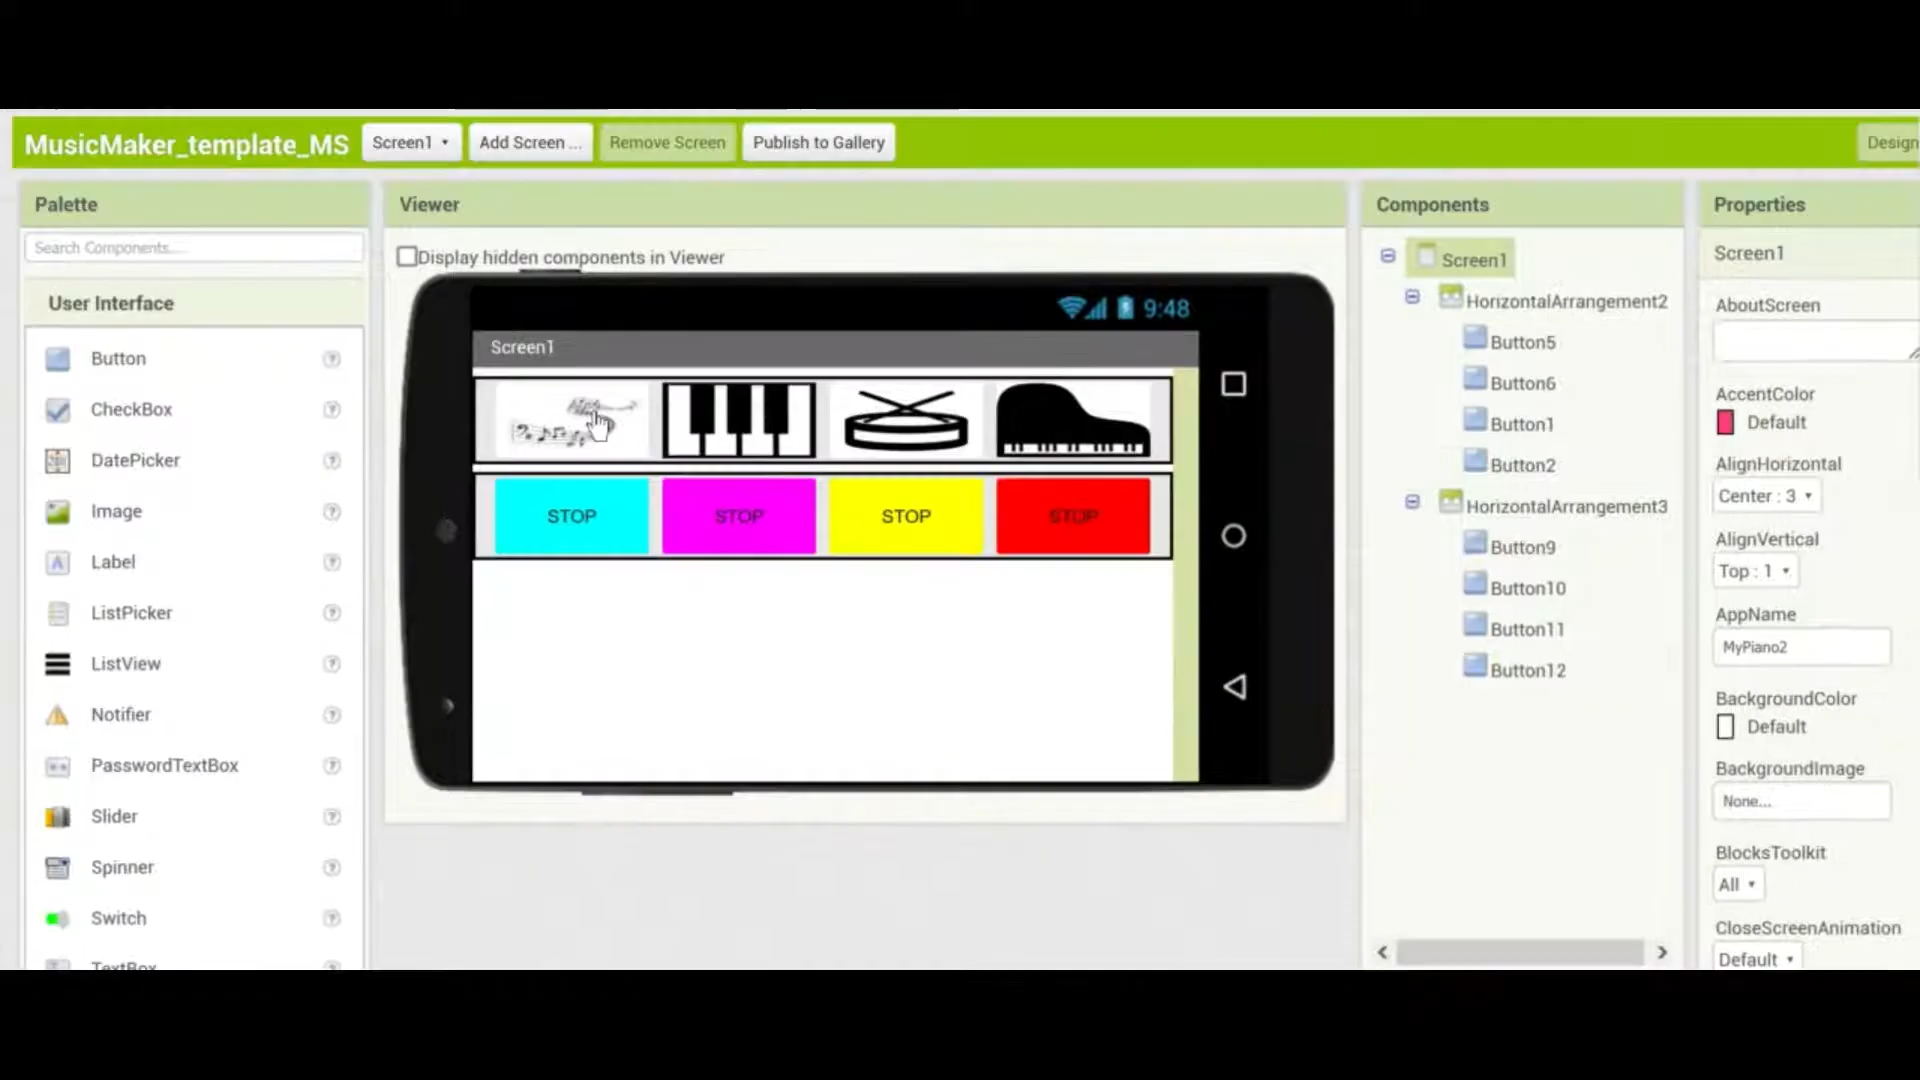 MusicMaker_template_MS
Screen1
Add Screen ...
Remove Screen
Publish to Gallery
Design
Palette
Search Components...
User Interface
Button
CheckBox
DatePicker
Image
Label
ListPicker
ListView
Notifier
PasswordTextBox
Slider
Spinner
Switch
TextBox
Viewer
Display hidden components in Viewer
9:48
Screen1
STOP
STOP
STOP
STOP
Components
Screen1
HorizontalArrangement2
Button5
Button6
Button1
Button2
HorizontalArrangement3
Button9
Button10
Button11
Button12
Properties
Screen1
AboutScreen
AccentColor
Default
AlignHorizontal
Center : 3
AlignVertical
Top : 1
AppName
MyPiano2
BackgroundColor
Default
BackgroundImage
None...
BlocksToolkit
All
CloseScreenAnimation
Default